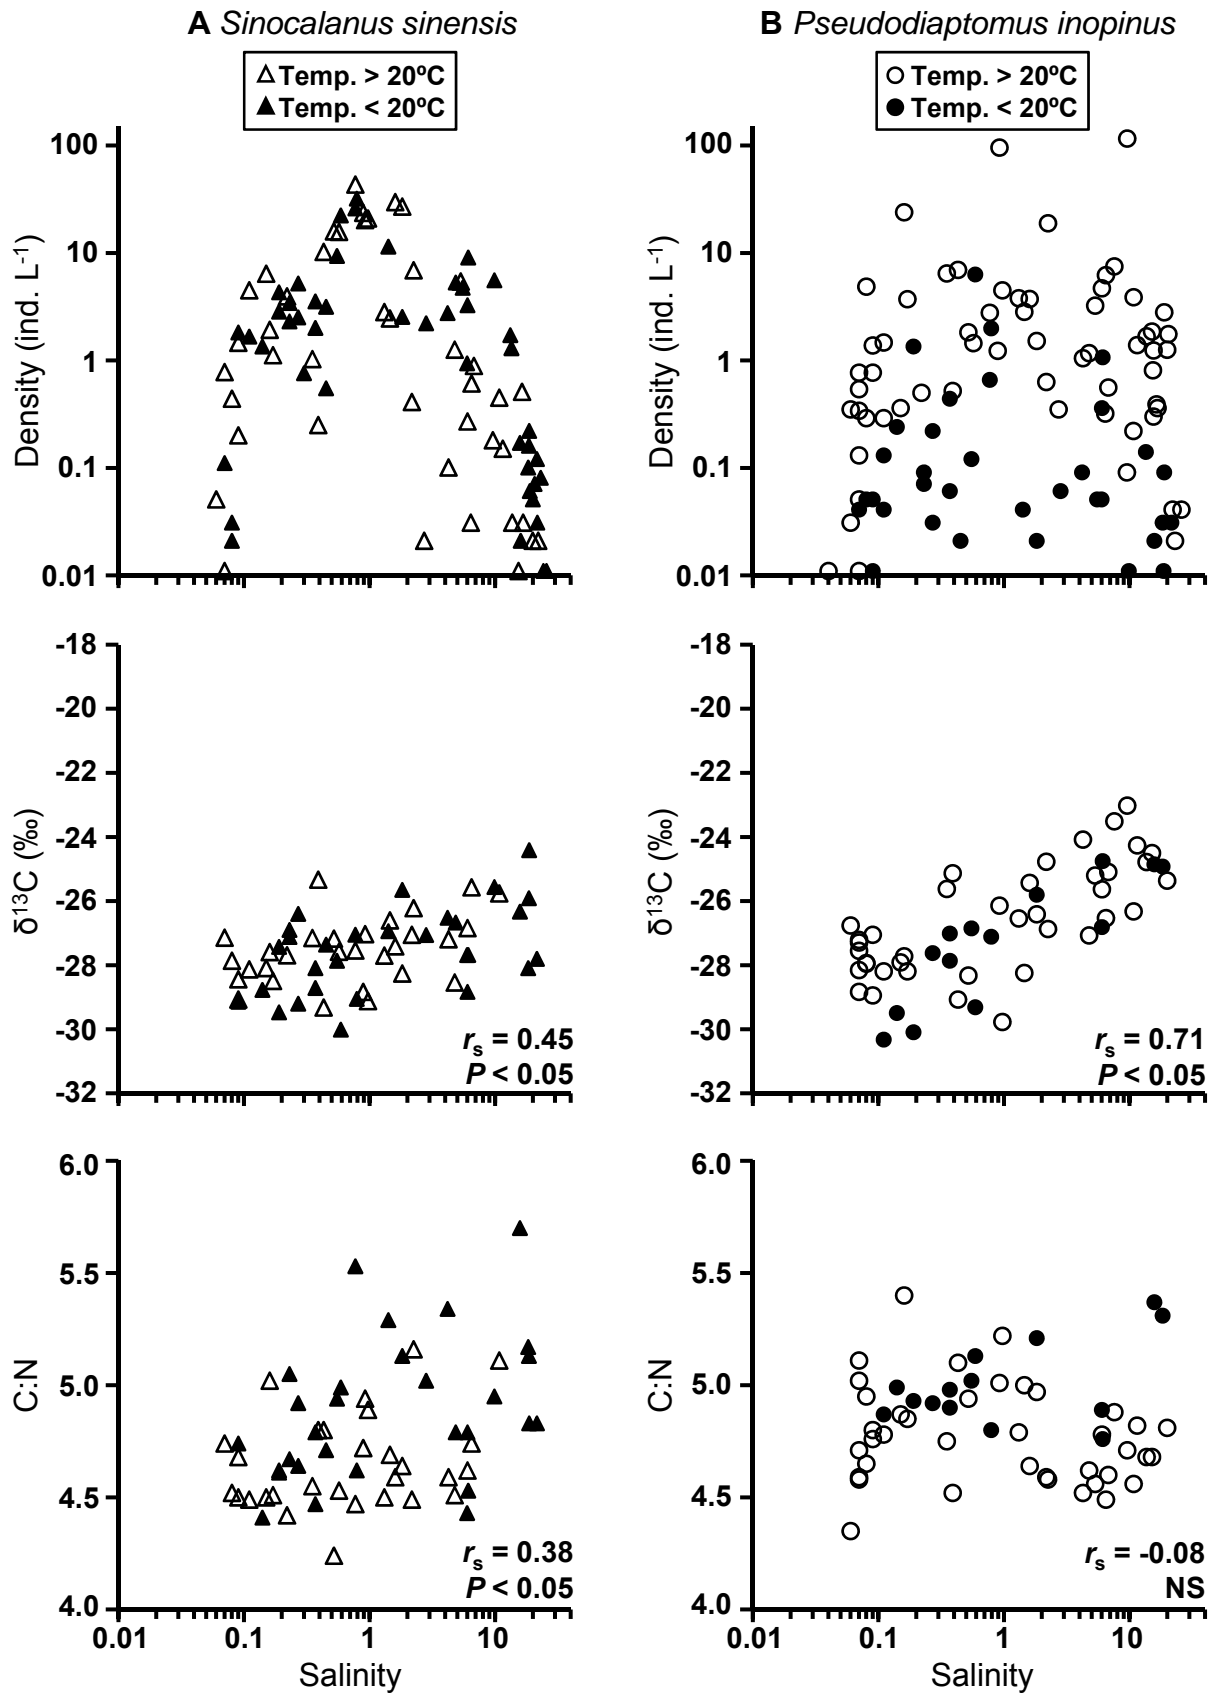 A Sinocalanus sinensis
Temp. > 20ºC
Temp. < 20ºC
B Pseudodiaptomus inopinus
Temp. > 20ºC
Temp. < 20ºC
Density (ind. L-1)
100
10
1
0.1
0.01
Density (ind. L-1)
100
10
1
0.1
0.01
δ13C (‰)
-18
-20
-22
-24
-26
-28
-30
-32
rs = 0.45
P < 0.05
δ13C (‰)
-18
-20
-22
-24
-26
-28
-30
-32
rs = 0.71
P < 0.05
C:N
6.0
5.5
5.0
4.5
4.0
rs = 0.38
P < 0.05
0.01 0.1 1 10
Salinity
C:N
6.0
5.5
5.0
4.5
4.0
rs = -0.08
NS
0.01 0.1 1 10
Salinity